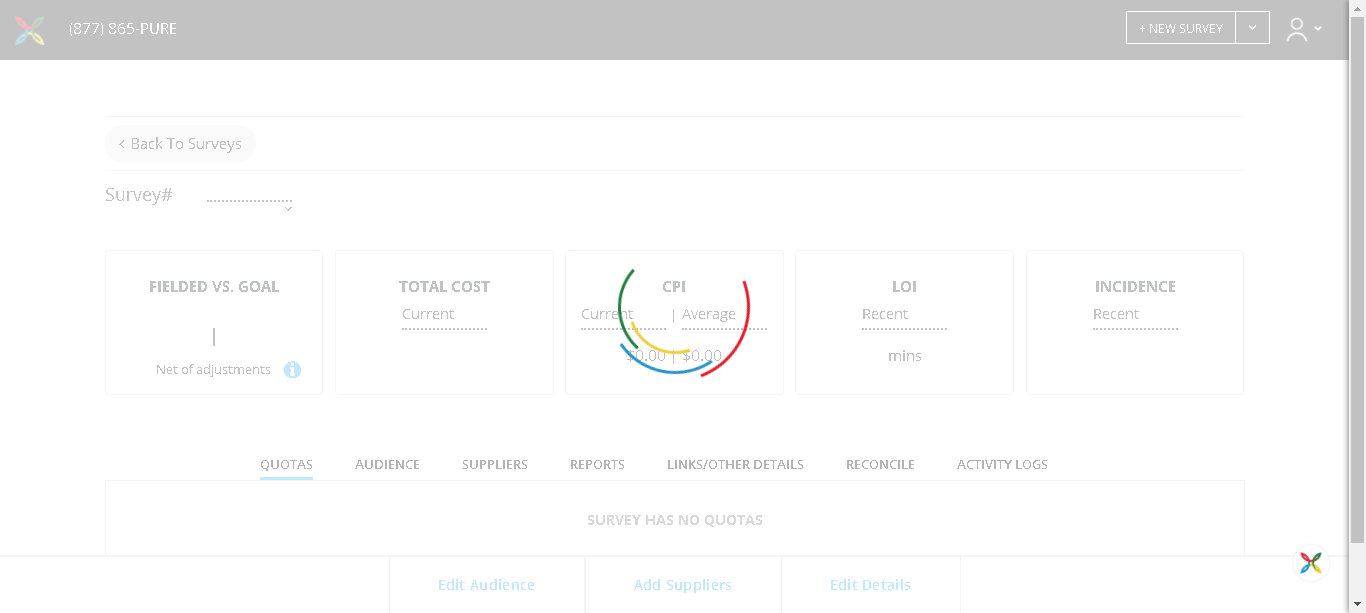 (877) 865-PURE
+ NEW SURVEY
Back To Surveys
Survey#
FIELDED VS. GOAL
|
Net of adjustments
TOTAL COST
Current
CPI
Current | Average
$0.00 | $0.00
LOI
Recent
mins
INCIDENCE
Recent
QUOTAS AUDIENCE SUPPLIERS REPORTS LINKS/OTHER DETAILS RECONCILE ACTIVITY LOGS
SURVEY HAS NO QUOTAS
Edit Audience Add Suppliers Edit Details